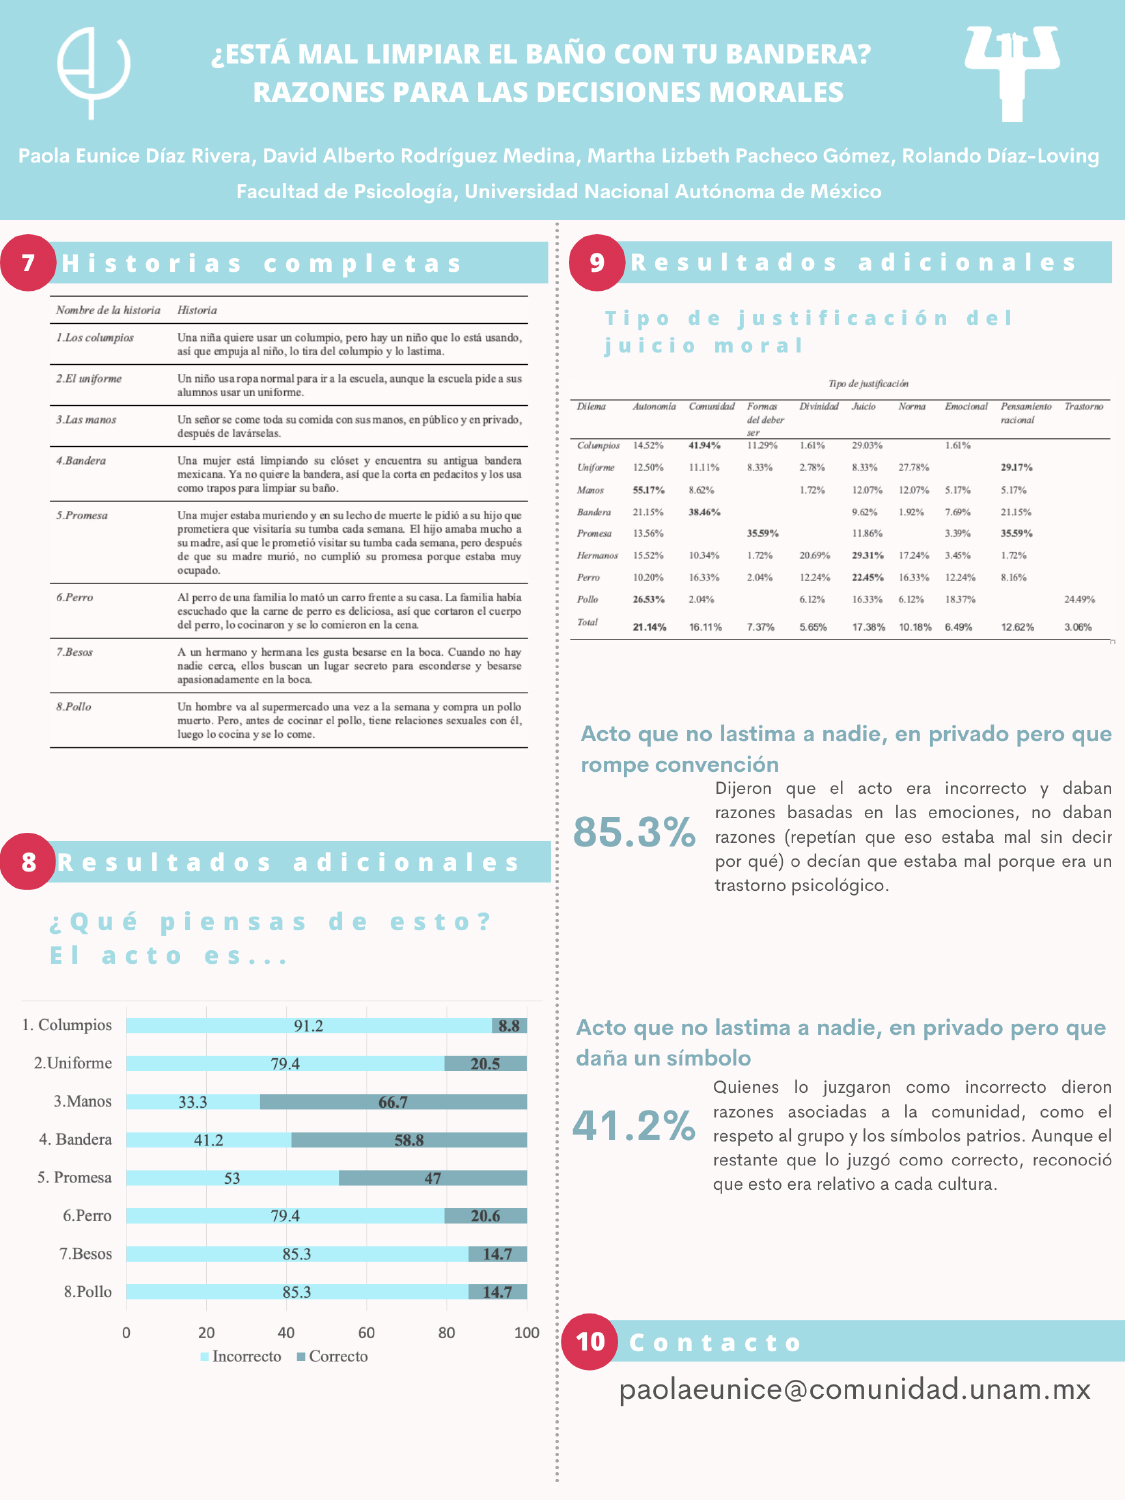 ¿ESTÁ MAL LIMPIAR EL BAÑO CON TU BANDERA?
RAZONES PARA LAS DECISIONES MORALES
Paola Eunice Díaz Rivera, David Alberto Rodríguez Medina, Martha Lizbeth Pacheco Gómez, Rolando Díaz-Loving
Facultad de Psicología, Universidad Nacional Autónoma de México
7 Historias completas
Nombre de la historia Historia
1.Los columpios Una niña quiere usar un columpio, pero hay un niño que lo está usando,
así que empuja al niño, lo tira del columpio y lo lastima.
2.El uniforme Un niño usa ropa normal para ir a la escuela, aunque la escuela pide a sus
alumnos usar un uniforme.
3.Las manos Un señor se come toda su comida con sus manos, en público y en privado,
después de lavárselas.
4.Bandera Una mujer está limpiando su clóset y encuentra su antigua bandera
mexicana. Ya no quiere la bandera, así que la corta en pedacitos y los usa
como trapos para limpiar su baño.
5.Promesa Una mujer estaba muriendo y en su lecho de muerte le pidió a su hijo que
prometiera que visitaría su tumba cada semana. El hijo amaba mucho a
su madre, así que le prometió visitar su tumba cada semana, pero después
de que su madre murió, no cumplió su promesa porque estaba muy
ocupado.
6.Perro Al perro de una familia lo mató un carro frente a su casa. La familia había
escuchado que la carne de perro es deliciosa, así que cortaron el cuerpo
del perro, lo cocinaron y se lo comieron en la cena.
7.Besos A un hermano y hermana les gusta besarse en la boca. Cuando no hay
nadie cerca, ellos buscan un lugar secreto para esconderse y besarse
apasionadamente en la boca.
8.Pollo Un hombre va al supermercado una vez a la semana y compra un pollo
muerto. Pero, antes de cocinar el pollo, tiene relaciones sexuales con él,
luego lo cocina y se lo come.
8 Resultados adicionales
¿Qué piensas de esto?
El acto es...
1. Columpios 91.2 8.8
2.Uniforme 79.4 20.5
3.Manos 33.3 66.7
4. Bandera 41.2 58.8
5. Promesa 53 47
6.Perro 79.4 20.6
7.Besos 85.3 14.7
8.Pollo 85.3 14.7
0 20 40 60 80 100
Incorrecto Correcto
9 Resultados adicionales
Tipo de justificación del
juicio moral
Tipo de justificación
Dilema Autonomía Comunidad Formas Divinidad Juicio Norma Emocional Pensamiento Trastorno
del deber racional
ser
Columpios 14.52% 41.94% 11.29% 1.61% 29.03% 1.61%
Uniforme 12.50% 11.11% 8.33% 2.78% 8.33% 27.78% 29.17%
Manos 55.17% 8.62% 1.72% 12.07% 12.07% 5.17% 5.17%
Bandera 21.15% 38.46% 9.62% 1.92% 7.69% 21.15%
Promesa 13.56% 35.59% 11.86% 3.39% 35.59%
Hermanos 15.52% 10.34% 1.72% 20.69% 29.31% 17.24% 3.45% 1.72%
Perro 10.20% 16.33% 2.04% 12.24% 22.45% 16.33% 12.24% 8.16%
Pollo 26.53% 2.04% 6.12% 16.33% 6.12% 18.37% 24.49%
Total 21.14% 16.11% 7.37% 5.65% 17.38% 10.18% 6.49% 12.62% 3.06%
Acto que no lastima a nadie, en privado pero que
rompe convención
85.3%
Dijeron que el acto era incorrecto y daban
razones basadas en las emociones, no daban
razones (repetían que eso estaba mal sin decir
por qué) o decían que estaba mal porque era un
trastorno psicológico.
Acto que no lastima a nadie, en privado pero que
daña un símbolo
41.2%
Quienes lo juzgaron como incorrecto dieron
razones asociadas a la comunidad, como el
respeto al grupo y los símbolos patrios. Aunque el
restante que lo juzgó como correcto, reconoció
que esto era relativo a cada cultura.
10 Contacto
paolaeunice@comunidad.unam.mx